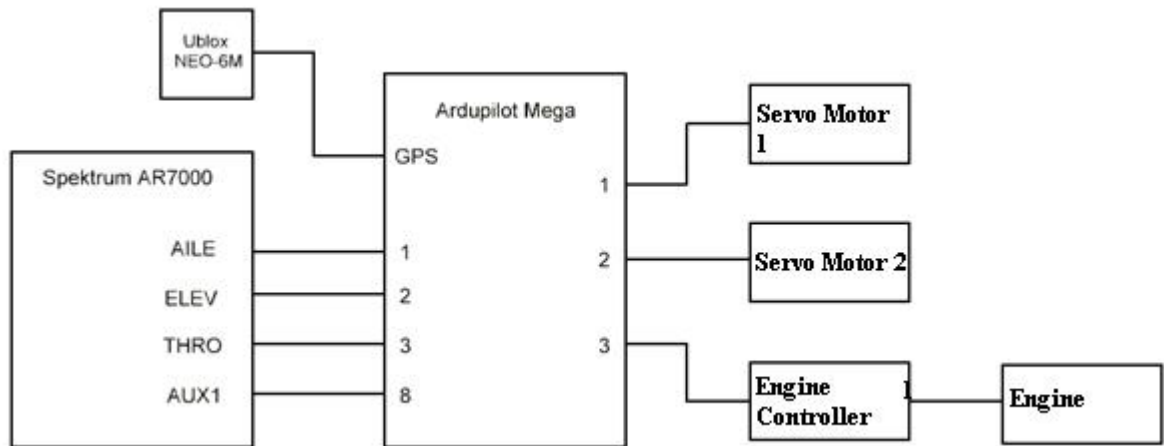 Ublox
NEO-6M
Ardupilot Mega
GPS
1
2
3
8
1
2
3
Spektrum AR7000
AILE
ELEV
THRO
AUX1
Servo Motor
1
Servo Motor 2
Engine 1
Controller
Engine